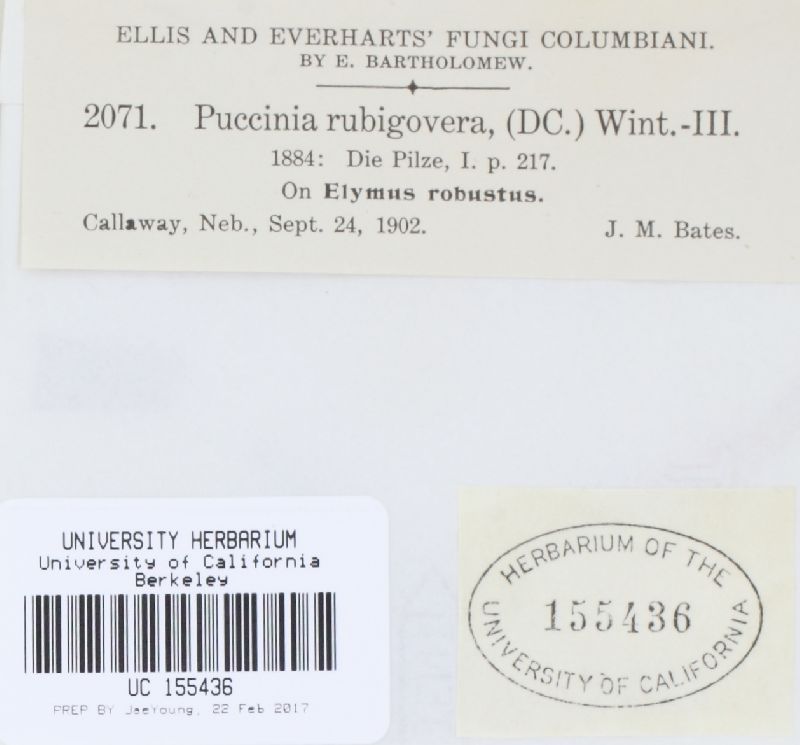 ELLIS AND EVERHARTS' FUNGI COLUMBIANI.
BY E. BARTHOLOMEW.
2071. Puccinia rubigovera, (DC.) Wint.-III.
1884: Die Pilze, I. p. 217.
On Elymus robustus.
Callaway, Neb., Sept. 24, 1902. J. M. Bates.
UNIVERSITY HERBARIUM
University of California
Berkeley
UC 155436
PREP BY JaeYoung, 22 Feb 2017
HERBARIUM OF THE
155436
UNIVERSITY OF CALIFORNIA